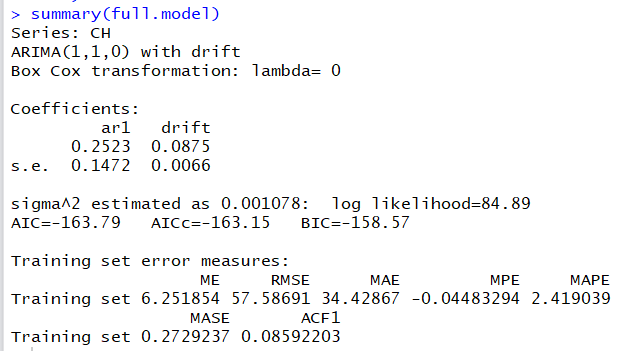 > summary(full.model)
Series: CH
ARIMA(1,1,0) with drift
Box Cox transformation: lambda= 0
Coefficients:
ar1 drift
0.2523 0.0875
s.e. 0.1472 0.0066
sigma^2 estimated as 0.001078: log likelihood=84.89
AIC=-163.79 AICc=-163.15 BIC=-158.57
Training set error measures:
ME RMSE MAE MPE MAPE
Training set 6.251854 57.58691 34.42867 -0.04483294 2.419039
MASE ACF1
Training set 0.2729237 0.08592203